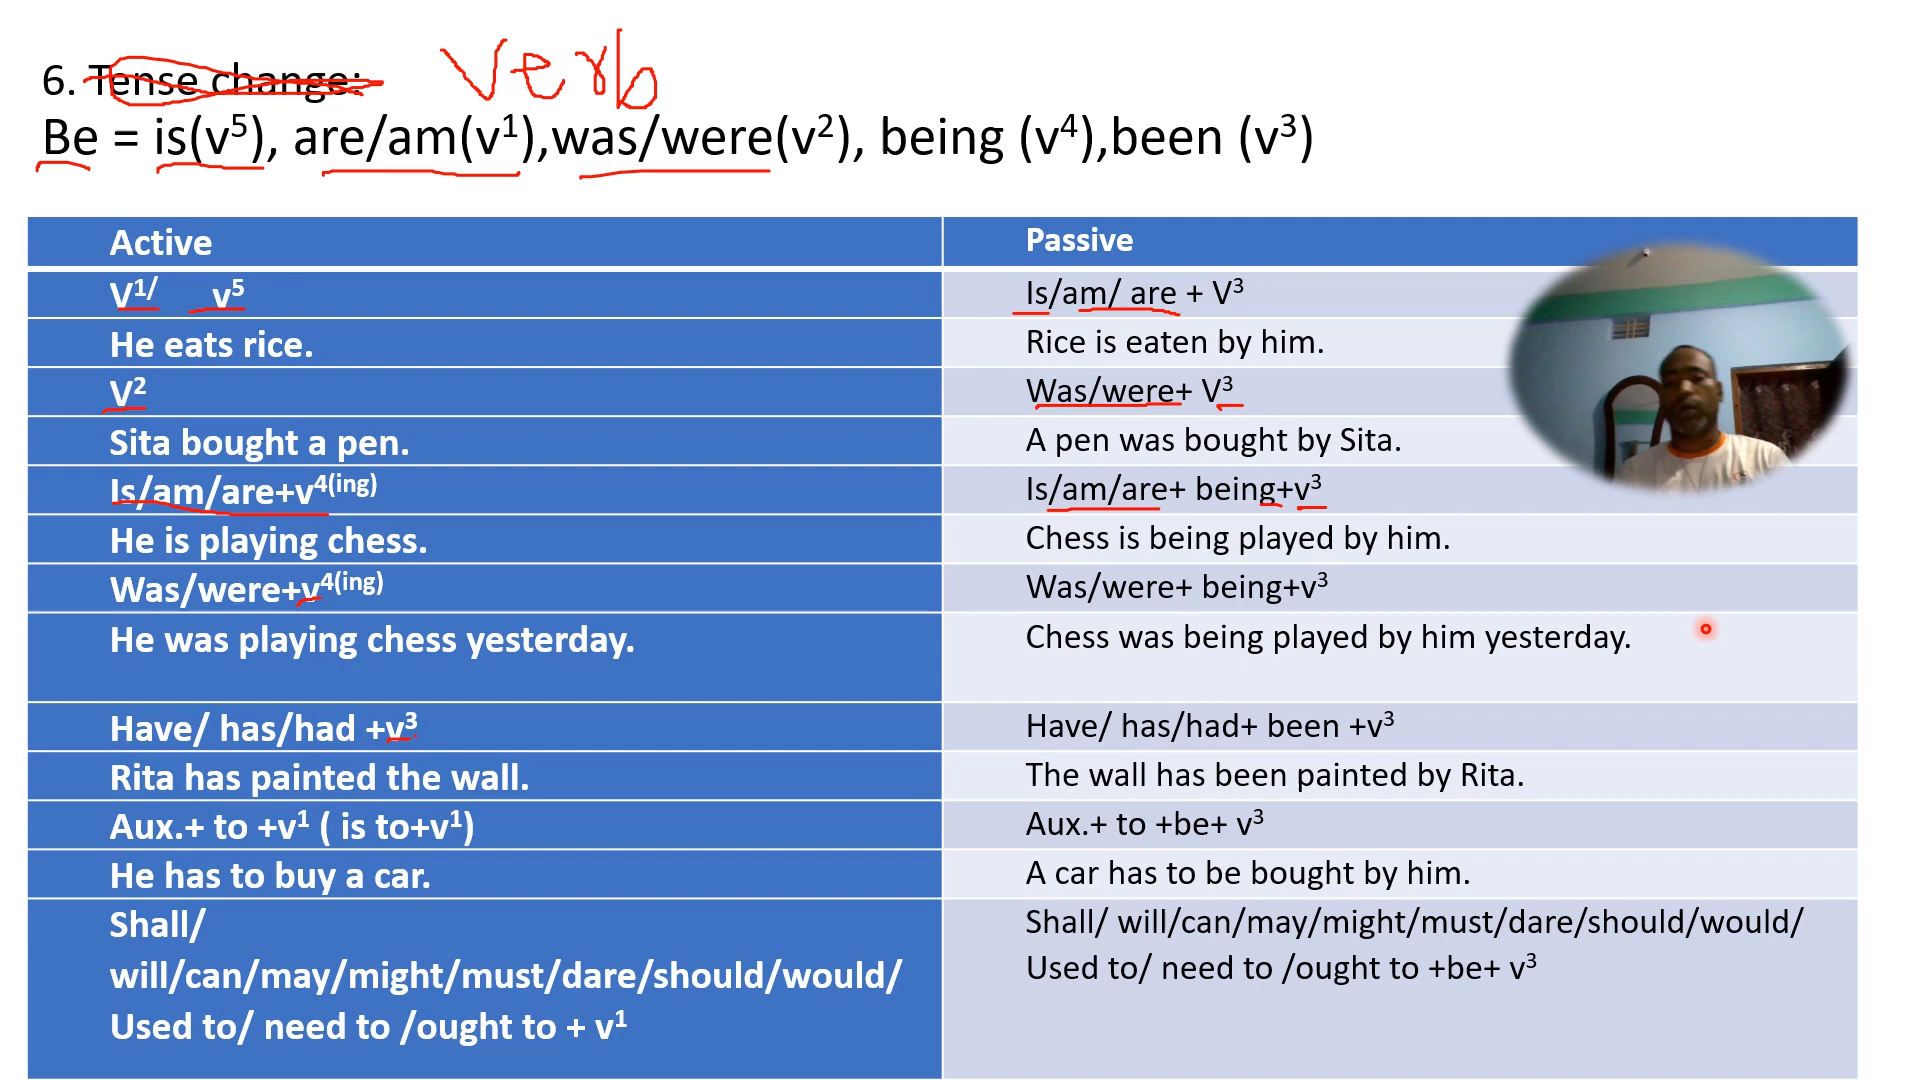 6. Tense change: Verb
Be = is(v⁵), are/am(v¹),was/were(v²), being (v⁴),been (v³)
Active Passive
V¹/ v⁵ Is/am/ are + V³
He eats rice. Rice is eaten by him.
V² Was/were+ V³
Sita bought a pen. A pen was bought by Sita.
Is/am/are+v⁴⁽ⁱⁿᵍ⁾ Is/am/are+ being+v³
He is playing chess. Chess is being played by him.
Was/were+v⁴⁽ⁱⁿᵍ⁾ Was/were+ being+v³
He was playing chess yesterday. Chess was being played by him yesterday.
Have/ has/had +v³ Have/ has/had+ been +v³
Rita has painted the wall. The wall has been painted by Rita.
Aux.+ to +v¹ ( is to+v¹) Aux.+ to +be+ v³
He has to buy a car. A car has to be bought by him.
Shall/
will/can/may/might/must/dare/should/would/
Used to/ need to /ought to + v¹
Shall/ will/can/may/might/must/dare/should/would/
Used to/ need to /ought to +be+ v³